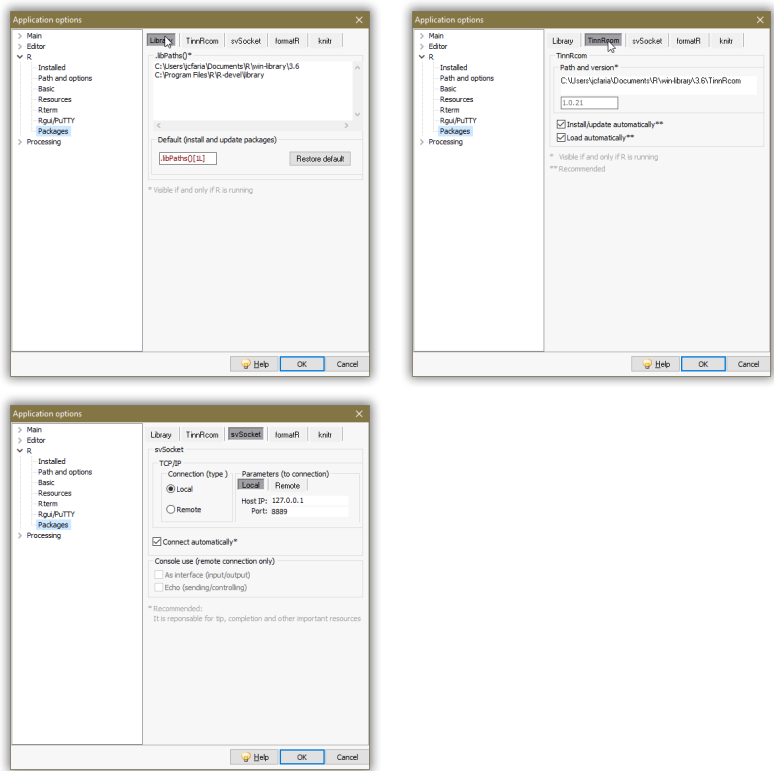 Application options
Main
Editor
R
Installed
Path and options
Basic
Resources
Rterm
Rgui/PuTTY
Packages
Processing
Library TinnRcom svSocket formatR knitr
.libPaths()*
C:\Users\jcfaria\Documents\R\win-library\3.6
C:\Program Files\R\R-devel\library
Default (install and update packages)
.libPaths()[1L] Restore default
* Visible if and only if R is running
Help OK Cancel
Application options
Main
Editor
R
Installed
Path and options
Basic
Resources
Rterm
Rgui/PuTTY
Packages
Processing
Library TinnRcom svSocket formatR knitr
TinnRcom
Path and version*
C:\Users\jcfaria\Documents\R\win-library\3.6\TinnRcom
1.0.21
Install/update automatically**
Load automatically**
* Visible if and only if R is running
** Recommended
Help OK Cancel
Application options
Main
Editor
R
Installed
Path and options
Basic
Resources
Rterm
Rgui/PuTTY
Packages
Processing
Library TinnRcom svSocket formatR knitr
svSocket
TCP/IP
Connection (type )
Local
Remote
Parameters (to connection)
Local Remote
Host IP: 127.0.0.1
Port: 8889
Connect automatically*
Console use (remote connection only)
As interface (input/output)
Echo (sending/controlling)
* Recommended:
It is reponsable for tip, completion and other important resources
Help OK Cancel